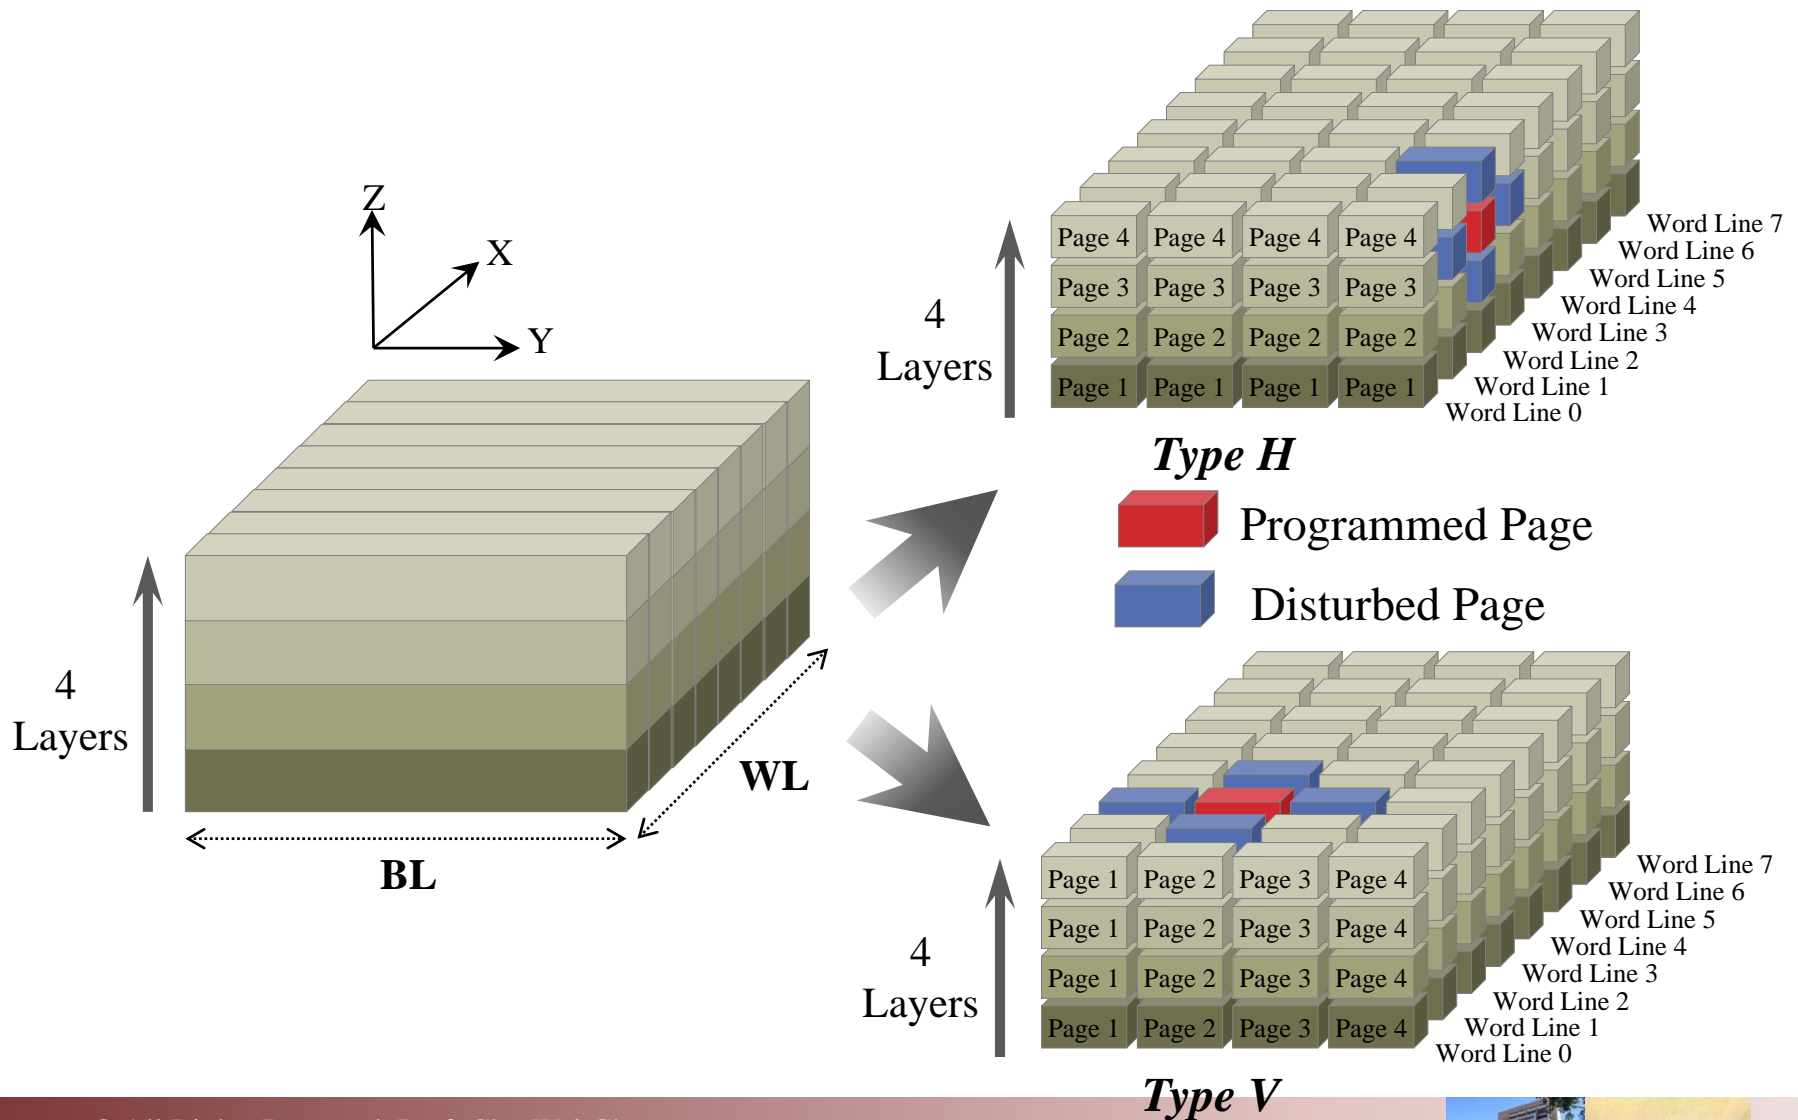 Z
X
Y
4
Layers
BL
WL
4
Layers
Page 4 Page 4 Page 4 Page 4
Page 3 Page 3 Page 3 Page 3
Page 2 Page 2 Page 2 Page 2
Page 1 Page 1 Page 1 Page 1
Word Line 7
Word Line 6
Word Line 5
Word Line 4
Word Line 3
Word Line 2
Word Line 1
Word Line 0
Type H
Programmed Page
Disturbed Page
4
Layers
Page 1 Page 2 Page 3 Page 4
Page 1 Page 2 Page 3 Page 4
Page 1 Page 2 Page 3 Page 4
Page 1 Page 2 Page 3 Page 4
Word Line 7
Word Line 6
Word Line 5
Word Line 4
Word Line 3
Word Line 2
Word Line 1
Word Line 0
Type V